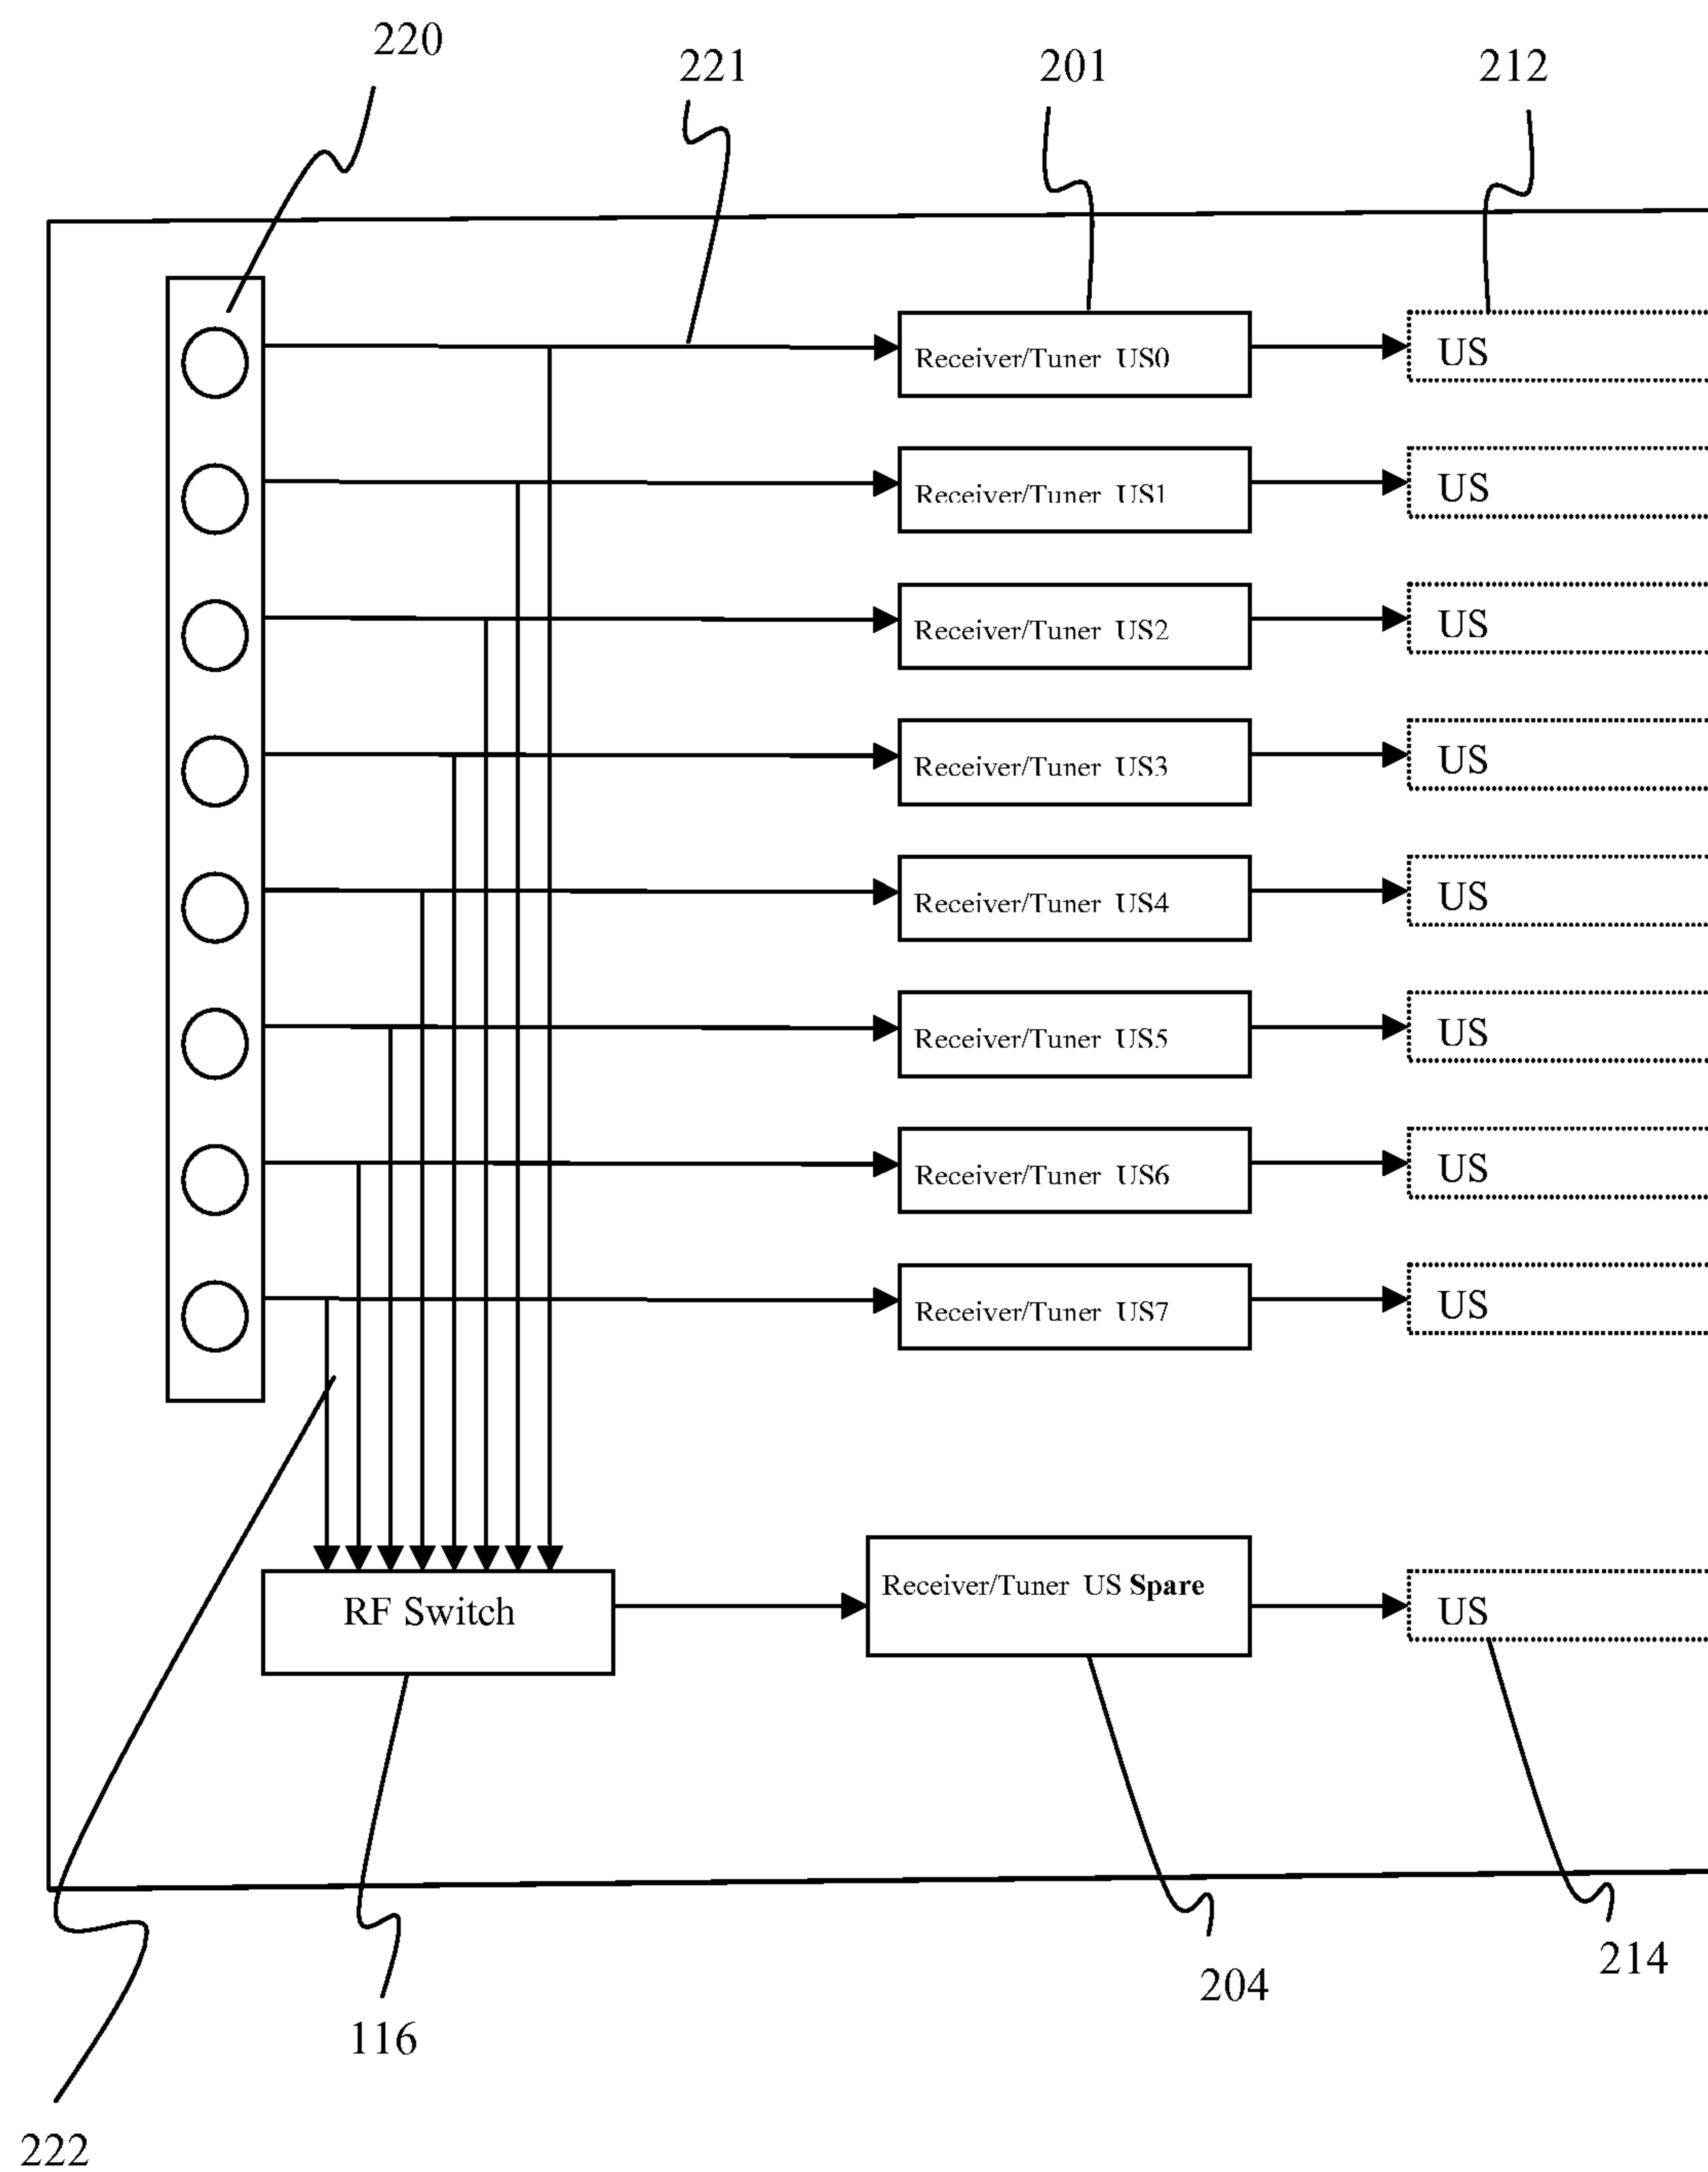 220
221
201
212
Receiver/Tuner US0
US
Receiver/Tuner US1
US
Receiver/Tuner US2
US
Receiver/Tuner US3
US
Receiver/Tuner US4
US
Receiver/Tuner US5
US
Receiver/Tuner US6
US
Receiver/Tuner US7
US
RF Switch
Receiver/Tuner US Spare
US
214
204
116
222